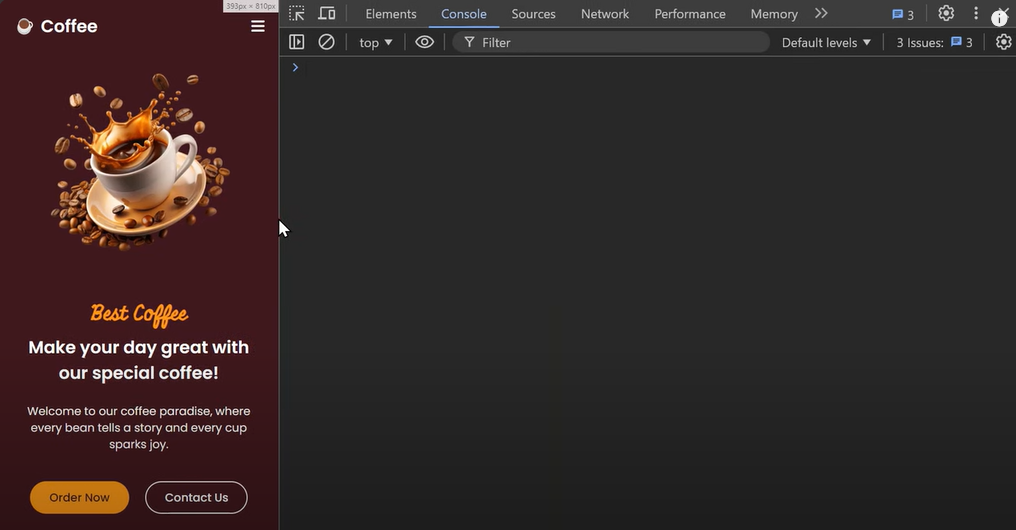 Coffee
393px × 810px
Best Coffee
Make your day great with
our special coffee!
Welcome to our coffee paradise, where
every bean tells a story and every cup
sparks joy.
Order Now
Contact Us
Elements Console Sources Network Performance Memory 3
top Filter Default levels 3 Issues: 3